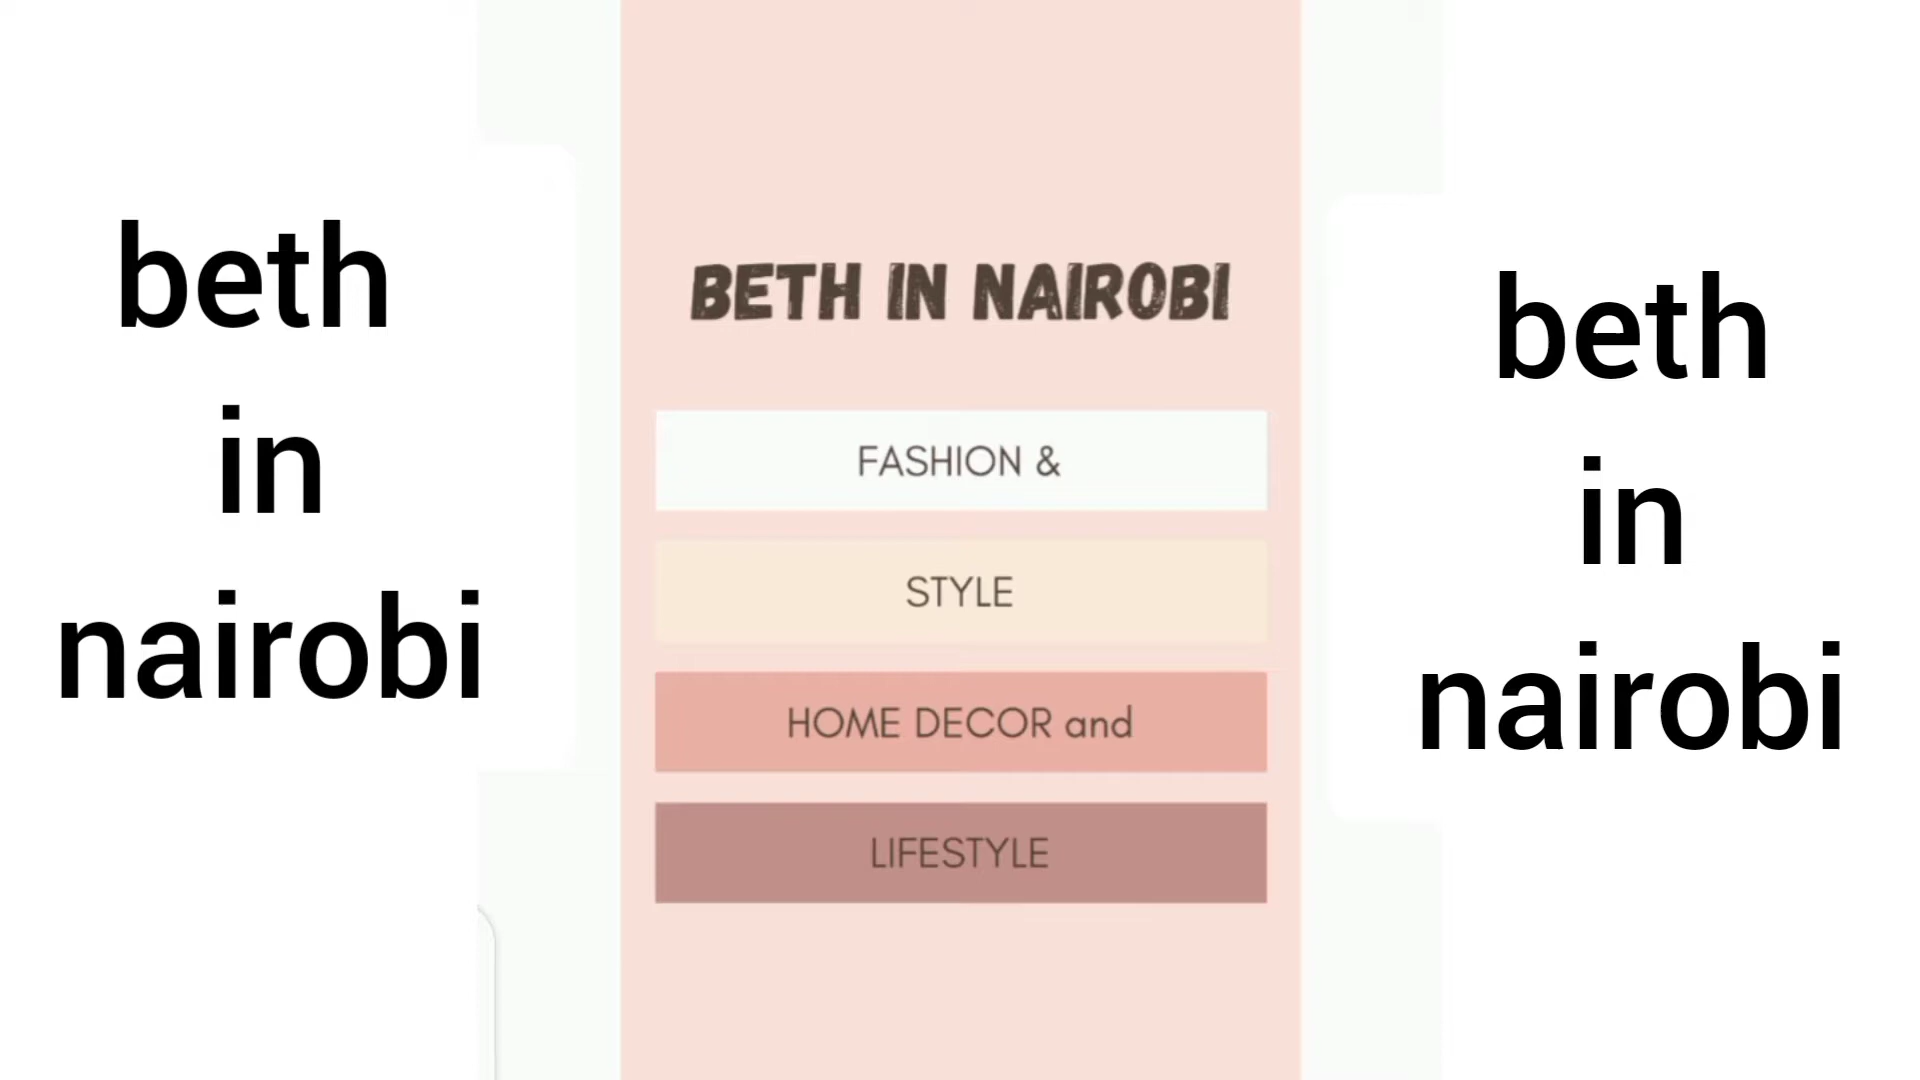 beth
in
nairobi
BETH IN NAIROBI
FASHION &
STYLE
HOME DECOR and
LIFESTYLE
beth
in
nairobi